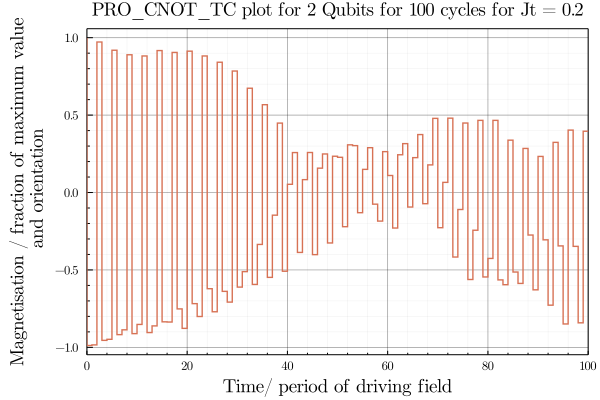 PRO_CNOT_TC plot for 2 Qubits for 100 cycles for Jt = 0.2
Magnetisation / fraction of maximum value
and orientation
1.0
0.5
0.0
−0.5
−1.0
0 20 40 60 80 100
Time/ period of driving field